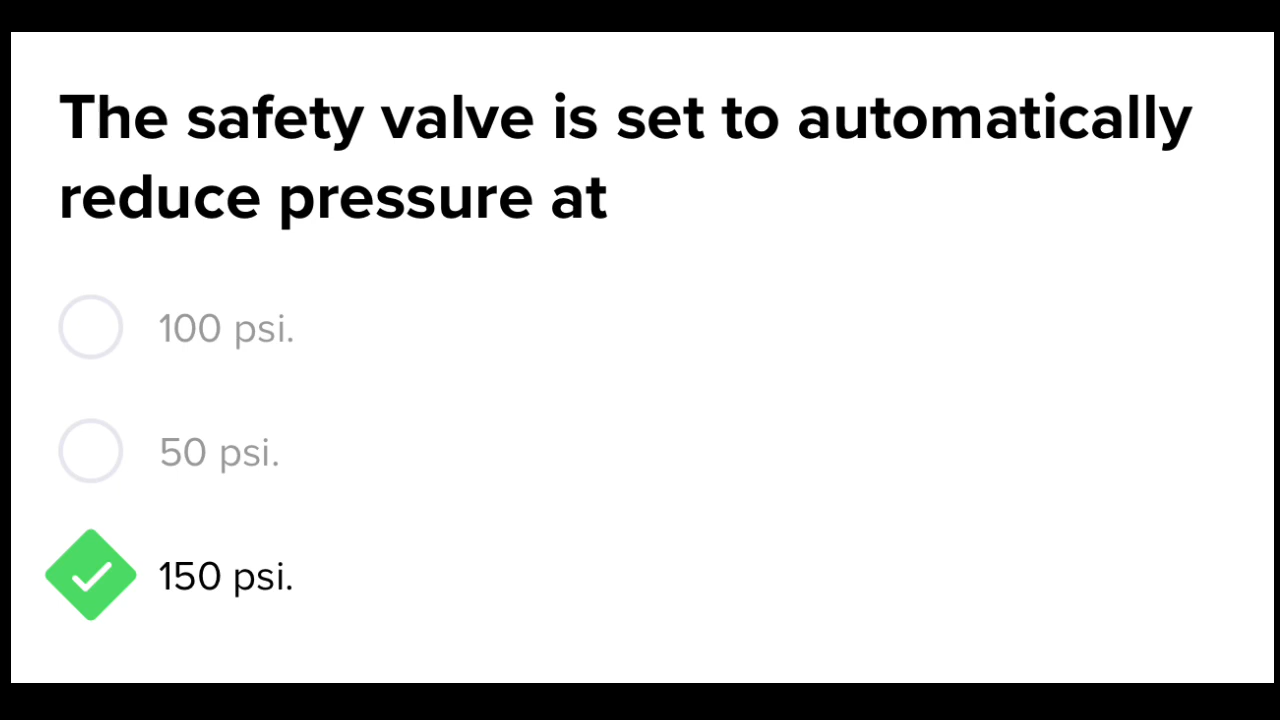 The safety valve is set to automatically
reduce pressure at
100 psi.
50 psi.
150 psi.